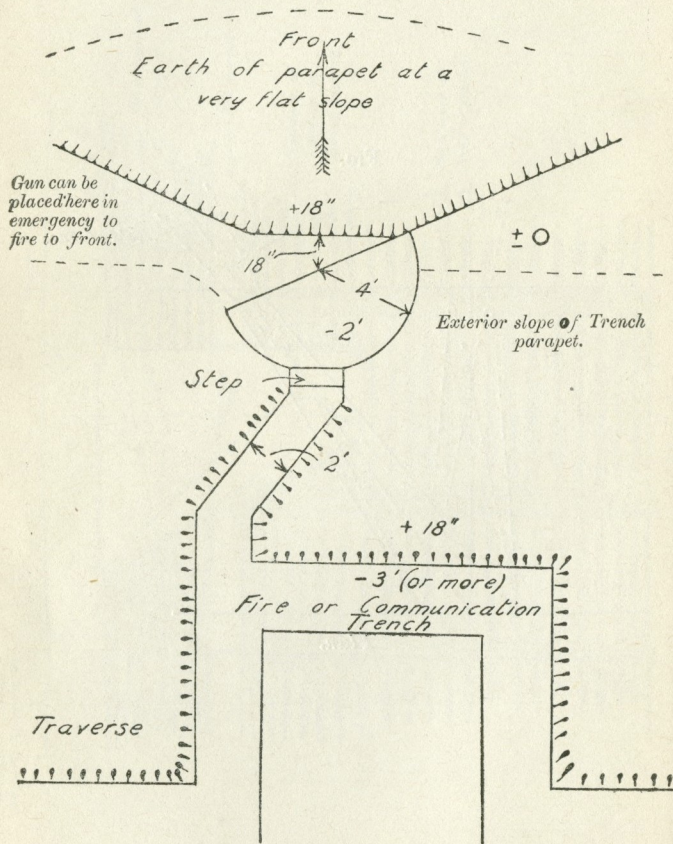 Front
Earth of parapet at a
very flat slope
Gun can be
placed here in
emergency to
fire to front.
+18"
18"
± O
4'
-2'
Exterior slope of Trench
parapet.
Step
2'
+ 18"
- 3' (or more)
Fire or Communication
Trench
Traverse